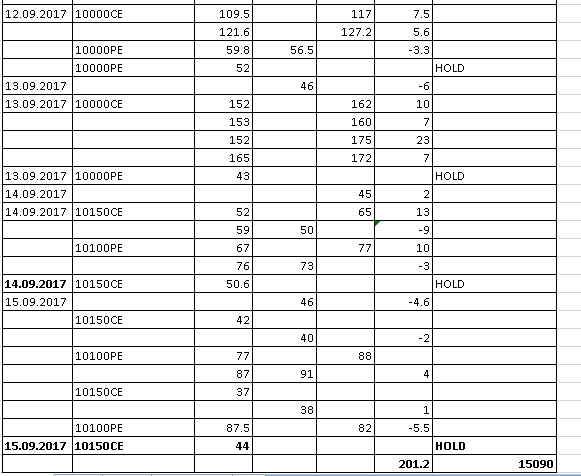 12.09.2017 10000CE 109.5 117 7.5
121.6 127.2 5.6
10000PE 59.8 56.5 -3.3
10000PE 52 HOLD
13.09.2017 46 -6
13.09.2017 10000CE 152 162 10
153 160 7
152 175 23
165 172 7
13.09.2017 10000PE 43 HOLD
14.09.2017 45 2
14.09.2017 10150CE 52 65 13
59 50 -9
10100PE 67 77 10
76 73 -3
14.09.2017 10150CE 50.6 HOLD
15.09.2017 46 -4.6
10150CE 42
40 -2
10100PE 77 88
87 91 4
10150CE 37
38 1
10100PE 87.5 82 -5.5
15.09.2017 10150CE 44 HOLD
201.2 15090